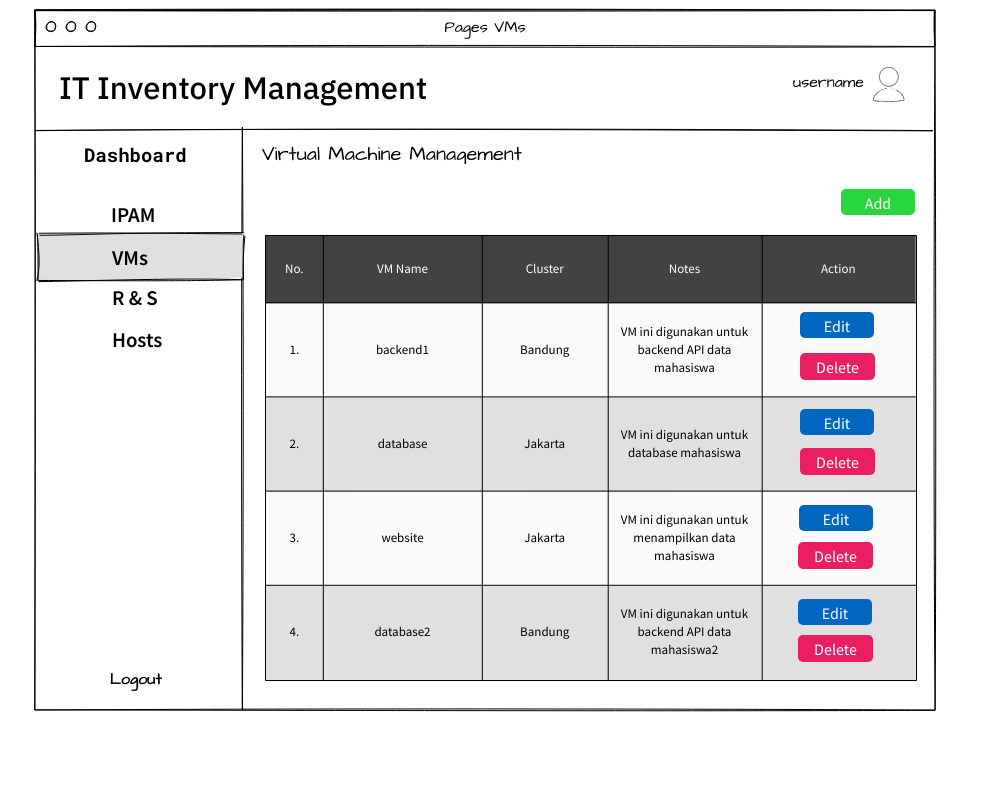 Pages VMs
IT Inventory Management
username
Dashboard
IPAM
VMs
R & S
Hosts
Logout
Virtual Machine Management
Add
No. VM Name Cluster Notes Action
1. backend1 Bandung
VM ini digunakan untuk
backend API data
mahasiswa
Edit
Delete
2. database Jakarta
VM ini digunakan untuk
database mahasiswa
Edit
Delete
3. website Jakarta
VM ini digunakan untuk
menampilkan data
mahasiswa
Edit
Delete
4. database2 Bandung
VM ini digunakan untuk
backend API data
mahasiswa2
Edit
Delete